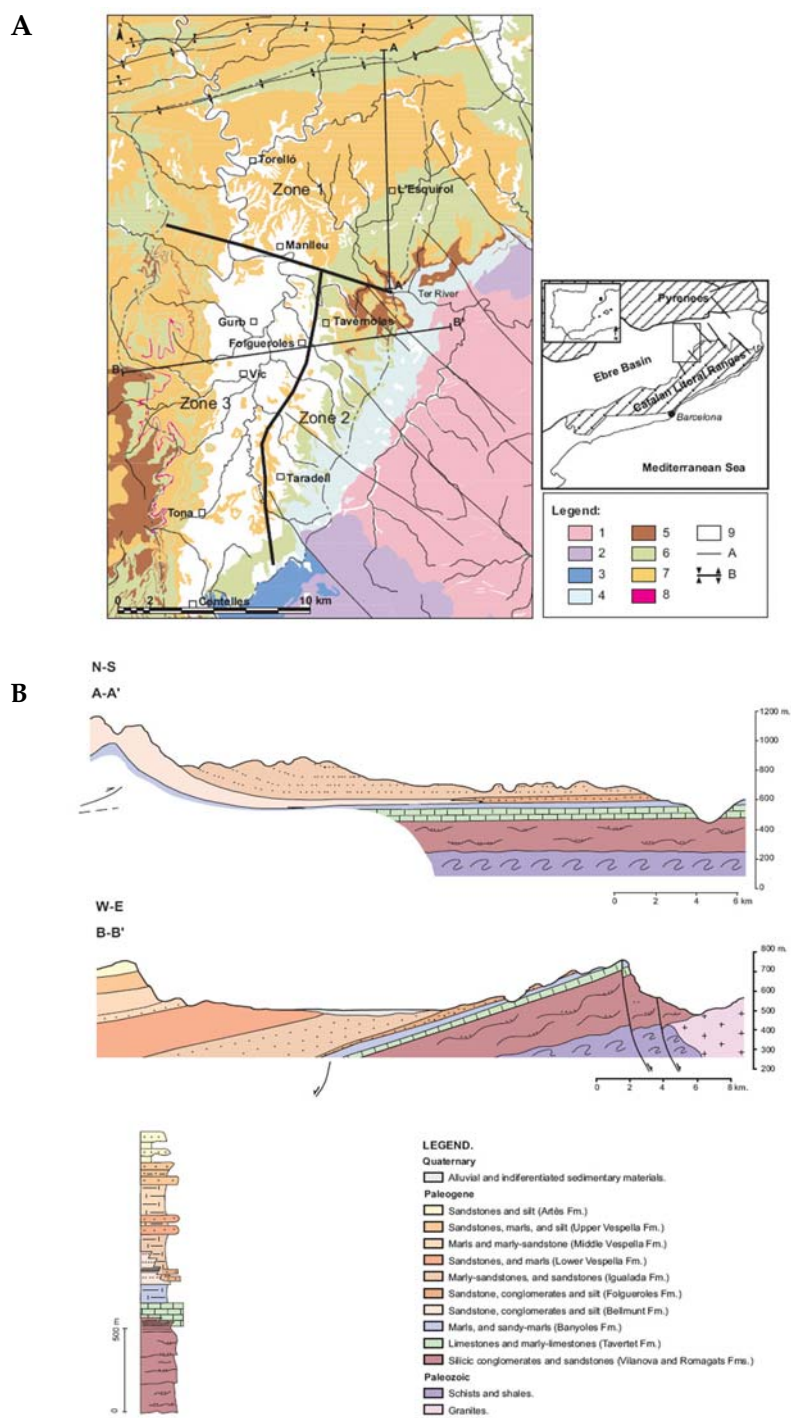 A
A
Torelló
Zone 1
L'Esquirol
Manlleu
A'
Ter River
Gurb
Tavèrnoles
B'
Folgueroles
B
Vic
Zone 3
Zone 2
Taradell
Tona
Centelles
0 2 10 km
Pyrenees
Ebre Basin
Catalan Litoral Ranges
Barcelona
Mediterranean Sea
Legend:
1 5 9
2 6 A
3 7 B
4 8
B
N-S
A-A'
1200 m.
1000
800
600
400
200
0
0 2 4 6 km
W-E
B-B'
800 m.
700
600
500
400
300
200
0 2 4 6 8 km.
500 m
0
LEGEND.
Quaternary
Alluvial and indiferentiated sedimentary materials.
Paleogene
Sandstones and silt (Artés Fm.)
Sandstones, marls, and silt (Upper Vespella Fm.)
Marls and marly-sandstone (Middle Vespella Fm.)
Sandstones, and marls (Lower Vespella Fm.)
Marly-sandstones, and sandstones (Igualada Fm.)
Sandstone, conglomerates and silt (Folgueroles Fm.)
Sandstone, conglomerates and silt (Bellmunt Fm.)
Marls, and sandy-marls (Banyoles Fm.)
Limestones and marly-limestones (Tavertet Fm.)
Silicic conglomerates and sandstones (Vilanova and Romagats Fms.)
Paleozoic
Schists and shales.
Granites.